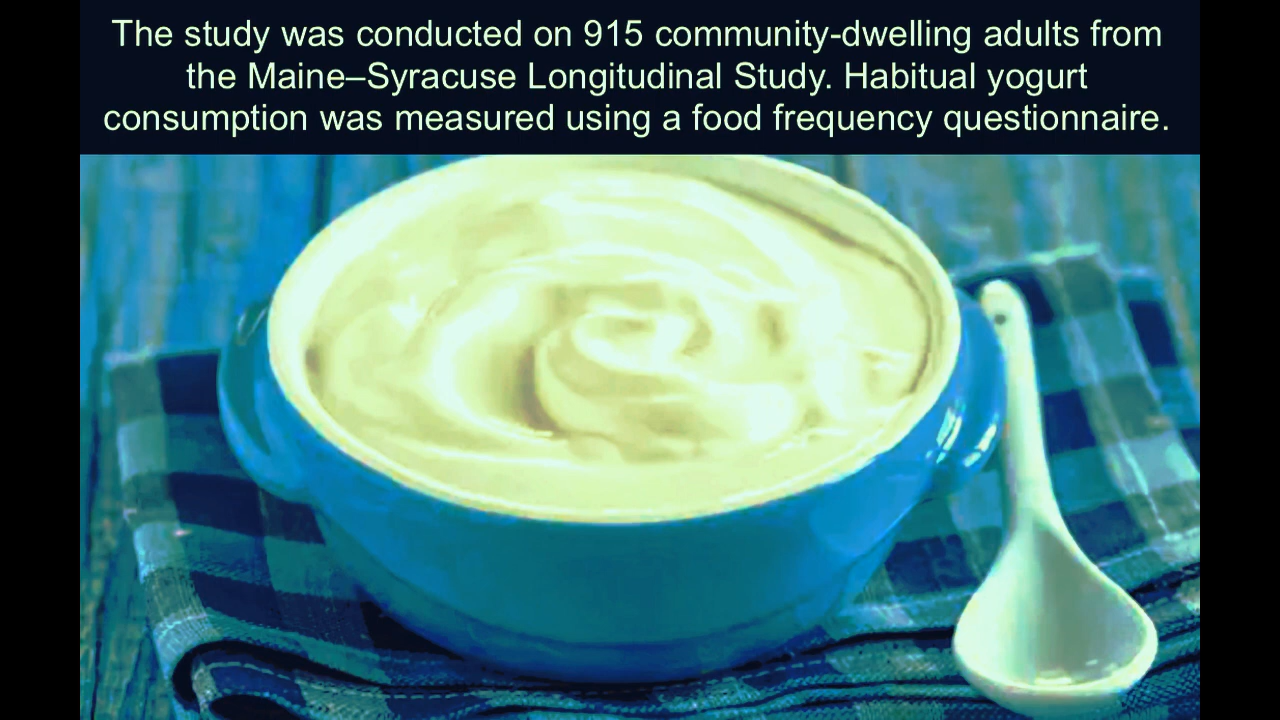 The study was conducted on 915 community-dwelling adults from
the Maine–Syracuse Longitudinal Study. Habitual yogurt
consumption was measured using a food frequency questionnaire.